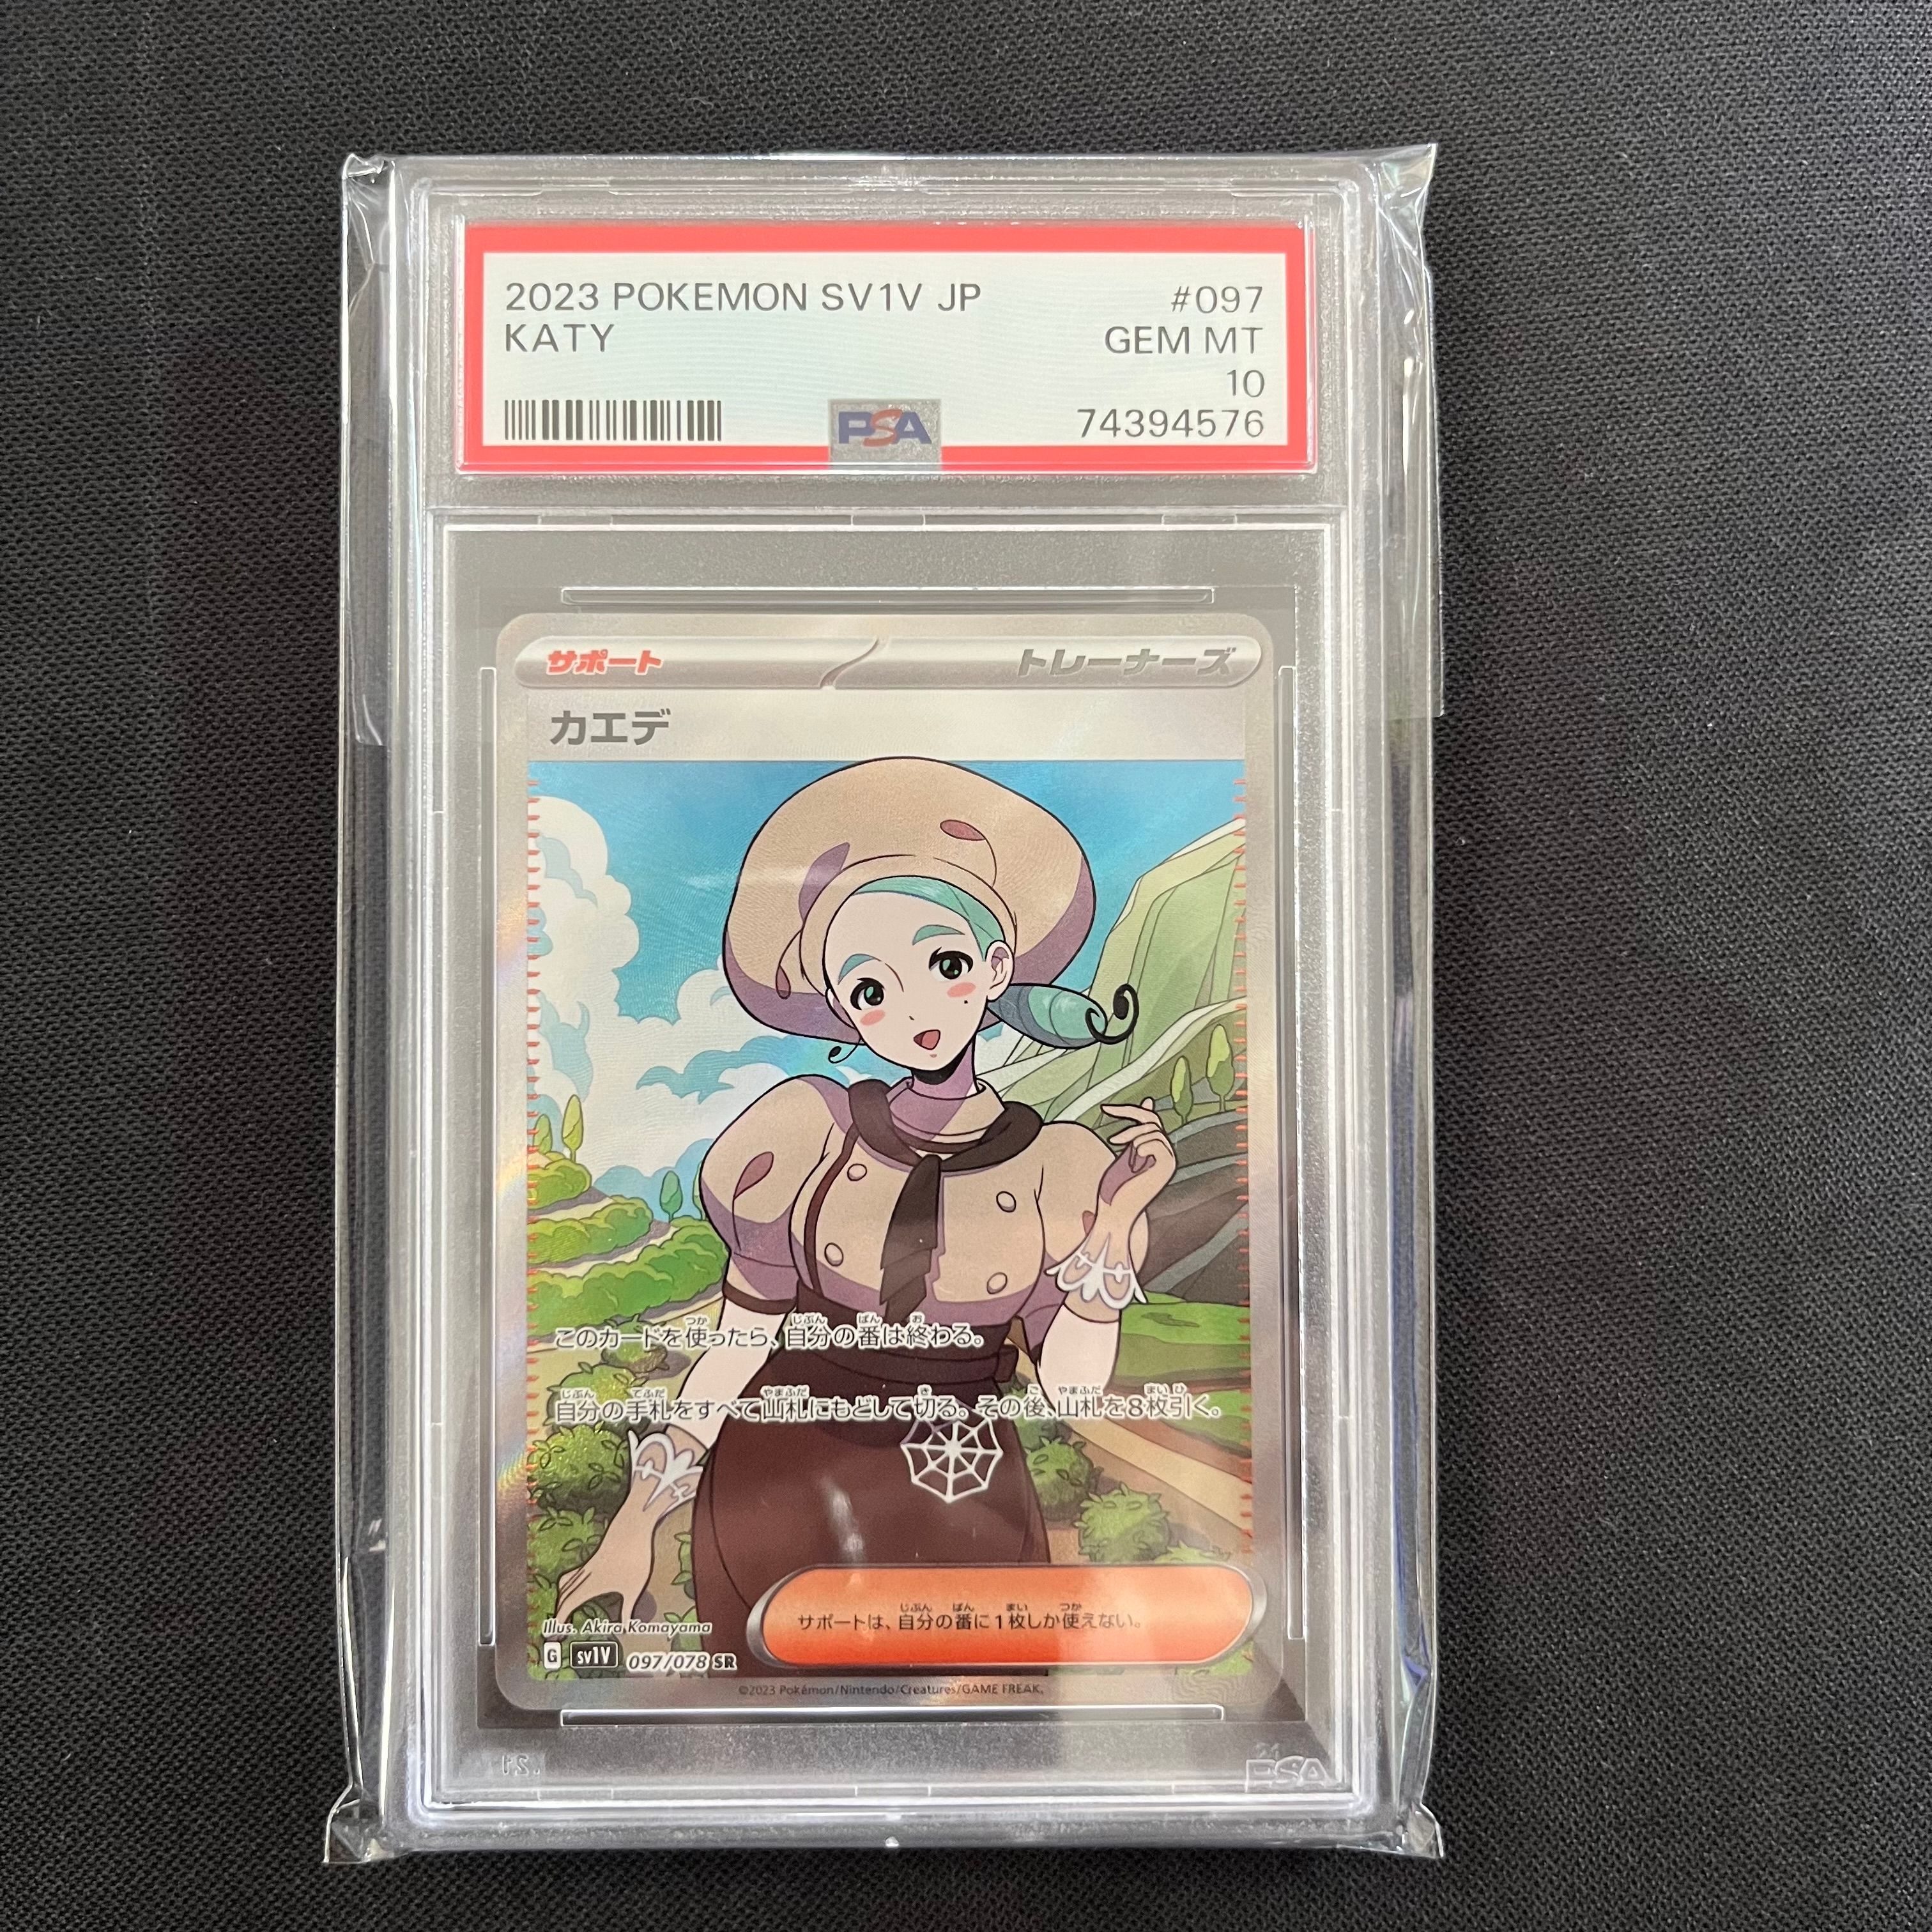 2023 POKEMON SV1V JP #097
KATY GEM MT
10
PSA 74394576
サポート トレーナーズ
カエデ
このカードを使ったら、自分の番は終わる。
自分の手札をすべて山札にもどして切る。その後、山札を8枚引く。
サポートは、自分の番に1枚しか使えない。
Illus. Akira Komayama
G sv1V 097/078 SR
©2023 Pokémon/Nintendo/Creatures/GAME FREAK.
PSA